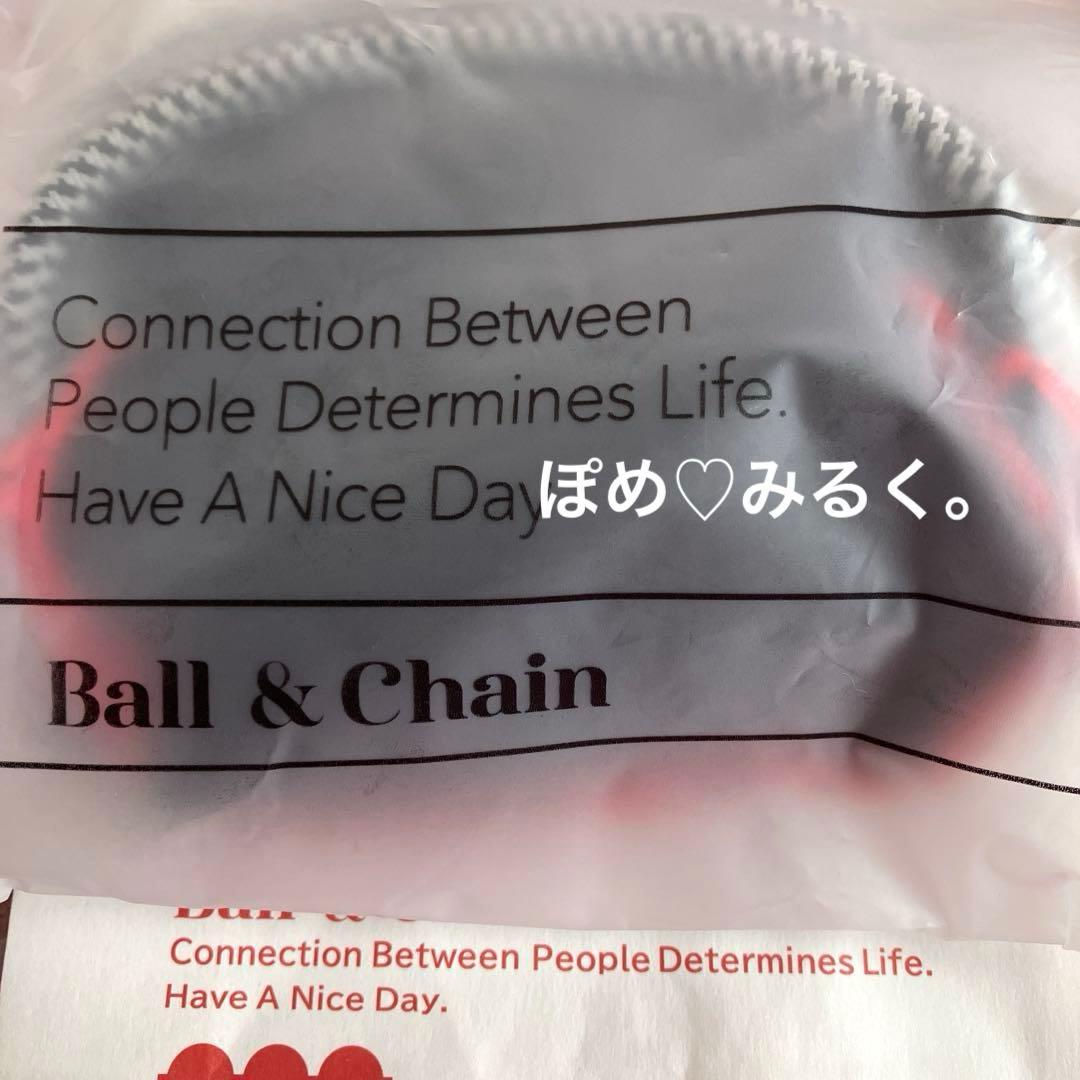 Connection Between
People Determines Life.
Have A Nice Day
ぽめ♡みるく。
Ball & Chain
Connection Between People Determines Life.
Have A Nice Day.